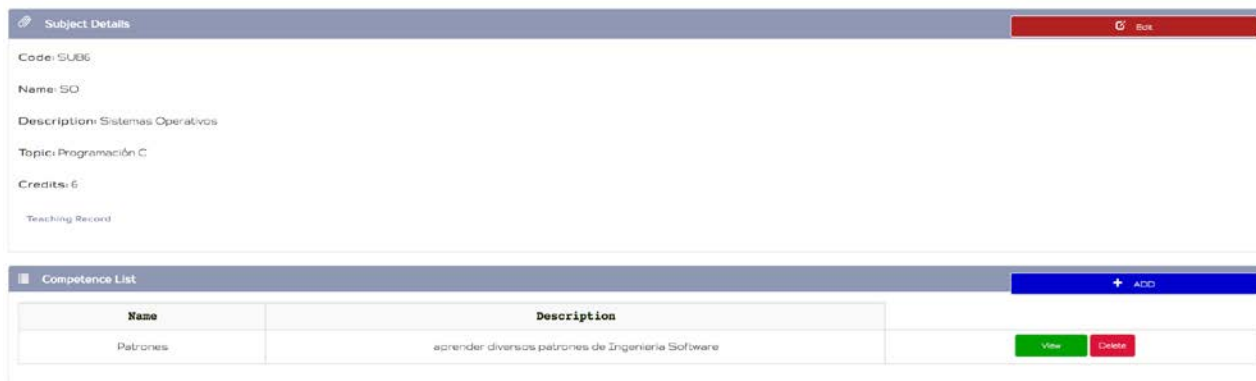 Subject Details
Edit
Code: SUB6
Name: SO
Description: Sistemas Operativos
Topic: Programación C
Credits: 6
Teaching Record
Competence List
+ ADD
Name Description
Patrones aprender diversos patrones de Ingeniería Software View Delete